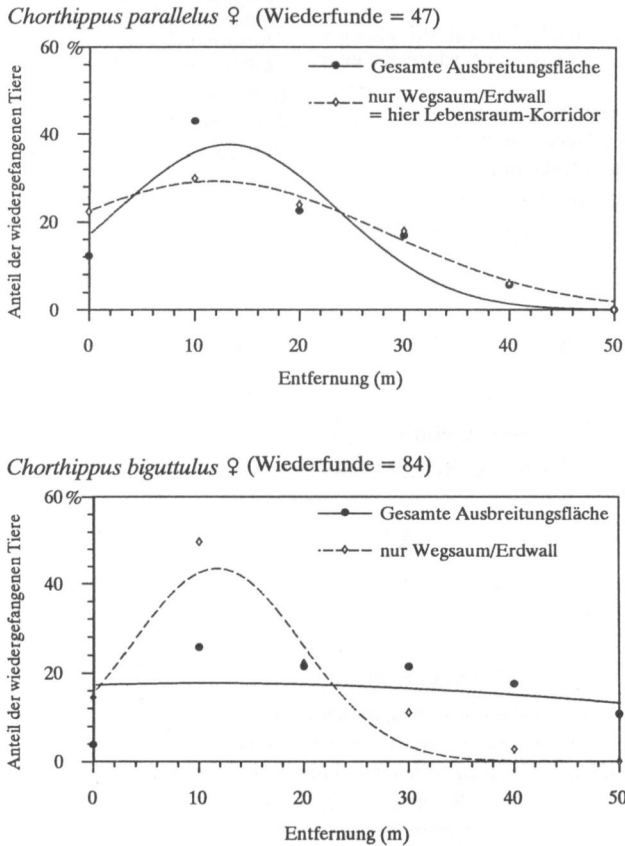 Chorthippus parallelus ♀ (Wiederfunde = 47)
60 %
Gesamte Ausbreitungsfläche
nur Wegsaum/Erdwall
= hier Lebensraum-Korridor
40
20
0
Anteil der wiedergefangenen Tiere
0 10 20 30 40 50
Entfernung (m)
Chorthippus biguttulus ♀ (Wiederfunde = 84)
60 %
Gesamte Ausbreitungsfläche
nur Wegsaum/Erdwall
40
20
0
Anteil der wiedergefangenen Tiere
0 10 20 30 40 50
Entfernung (m)